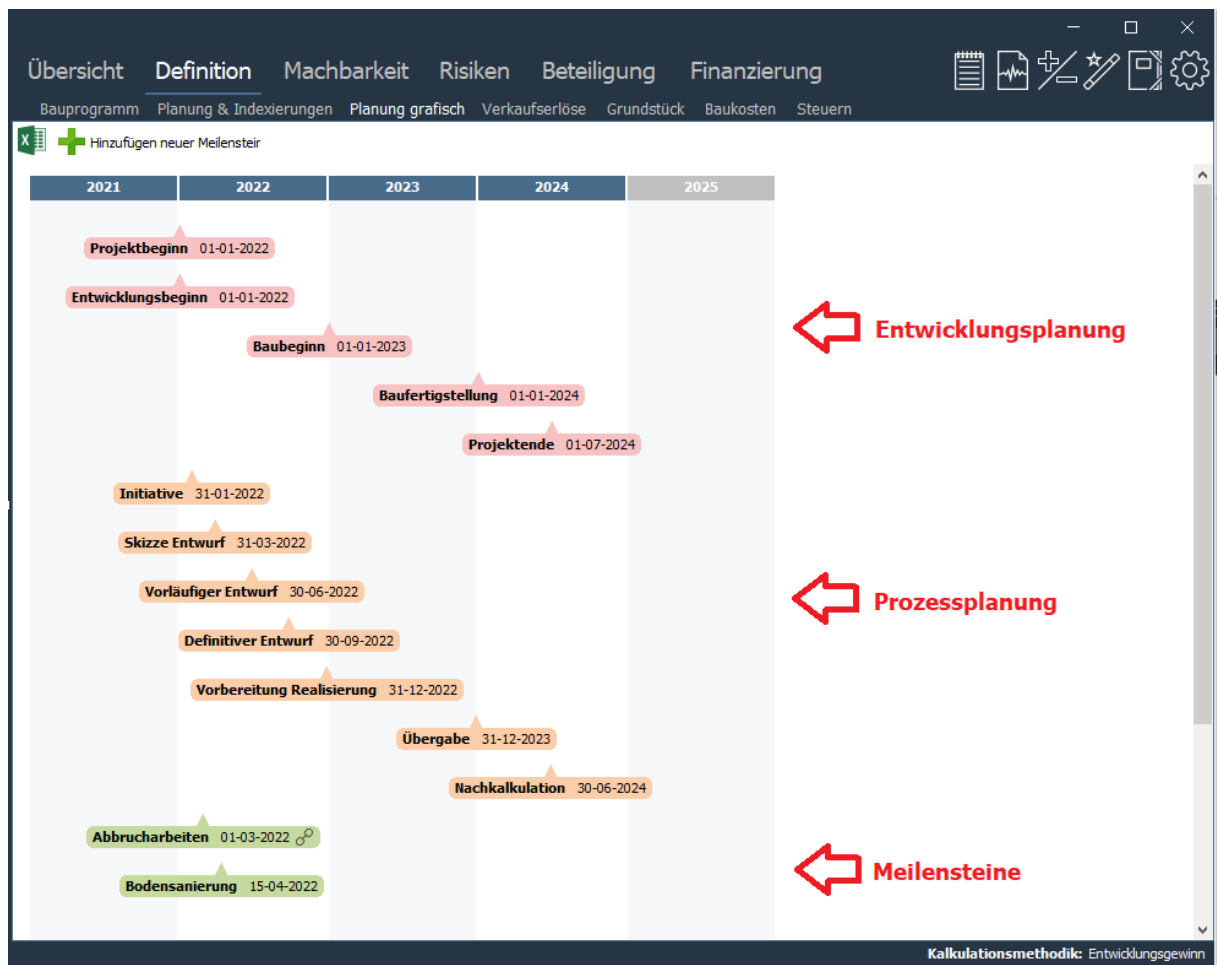 Übersicht Definition Machbarkeit Risiken Beteiligung Finanzierung
Bauprogramm Planung & Indexierungen Planung grafisch Verkaufserlöse Grundstück Baukosten Steuern
Hinzufügen neuer Meilensteir
2021 2022 2023 2024 2025
Projektbeginn 01-01-2022
Entwicklungsbeginn 01-01-2022
Entwicklungsplanung
Baubeginn 01-01-2023
Baufertigstellung 01-01-2024
Projektende 01-07-2024
Initiative 31-01-2022
Skizze Entwurf 31-03-2022
Vorläufiger Entwurf 30-06-2022
Prozessplanung
Definitiver Entwurf 30-09-2022
Vorbereitung Realisierung 31-12-2022
Übergabe 31-12-2023
Nachkalkulation 30-06-2024
Abbrucharbeiten 01-03-2022
Meilensteine
Bodensanierung 15-04-2022
Kalkulationsmethodik: Entwicklungsgewinn